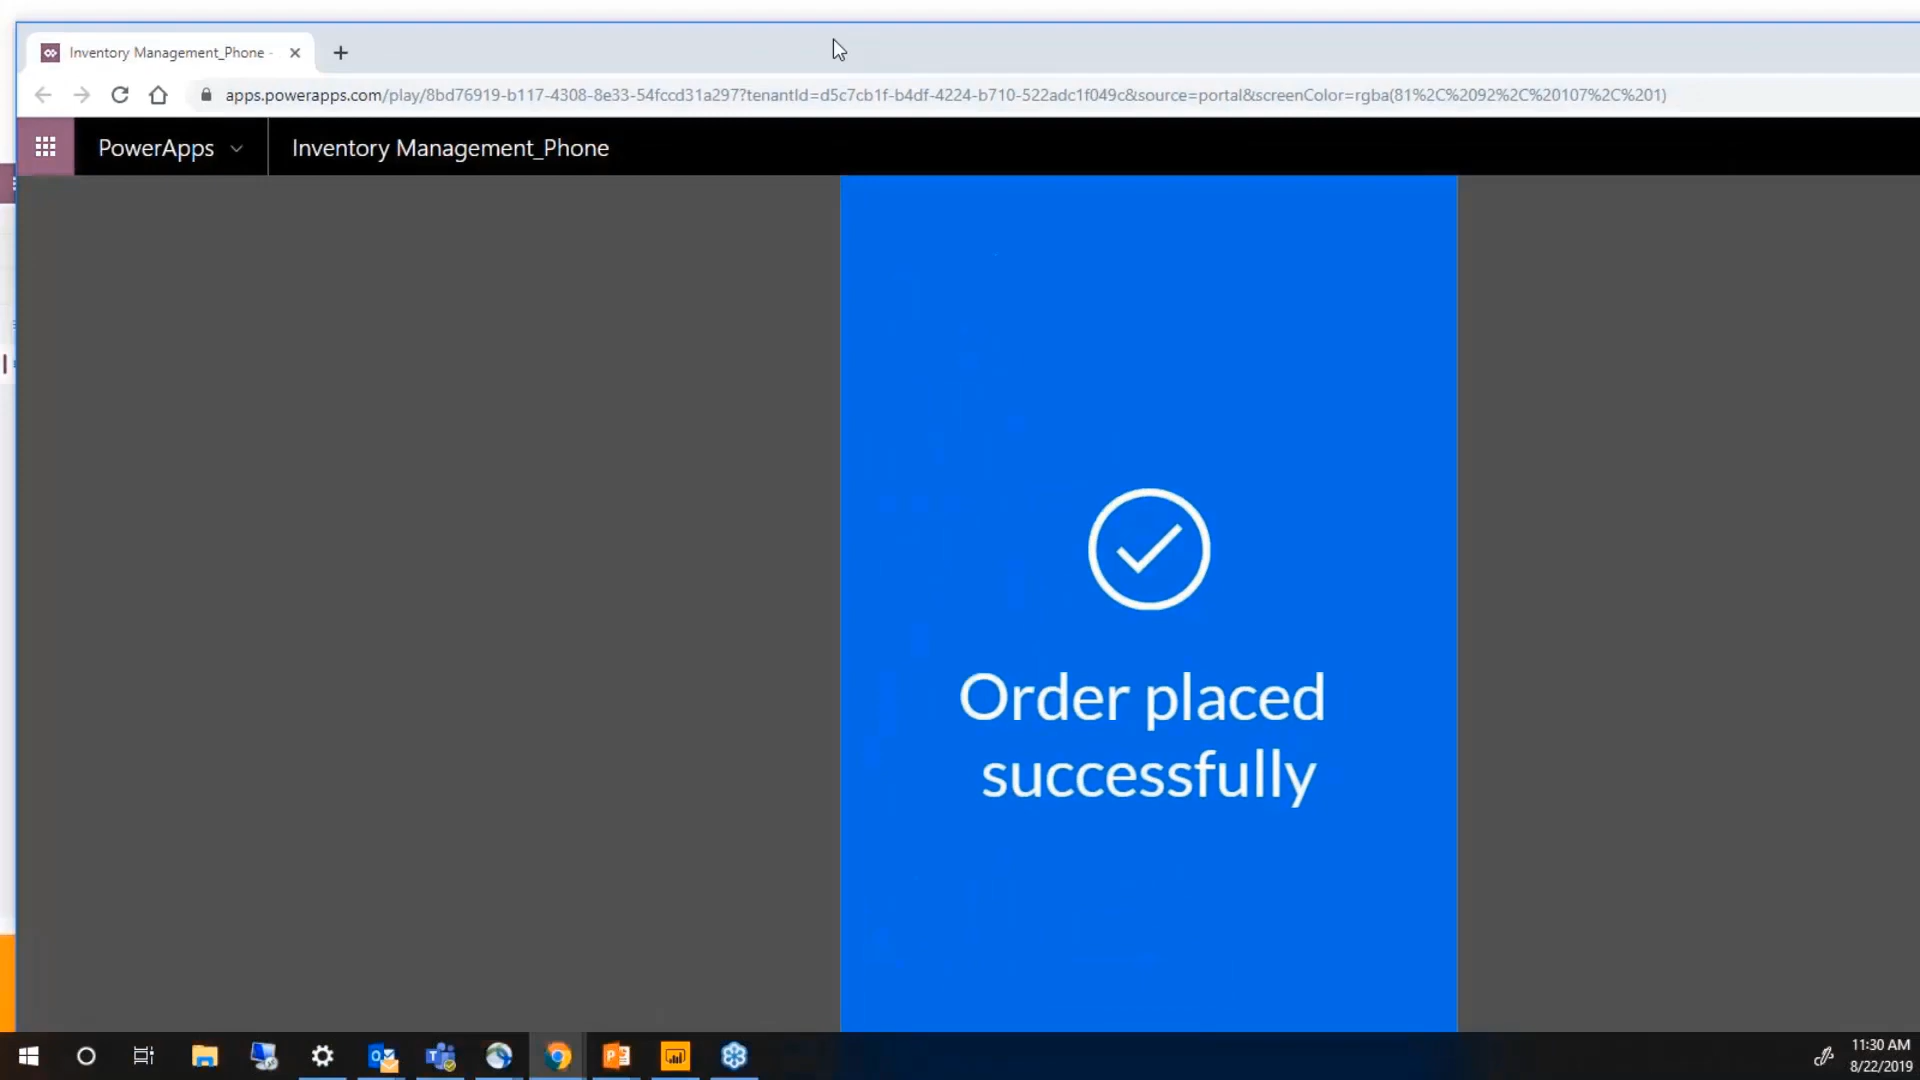 Inventory Management_Phone -
apps.powerapps.com/play/8bd76919-b117-4308-8e33-54fccd31a297?tenantId=d5c7cb1f-b4df-4224-b710-522adc1f049c&source=portal&screenColor=rgba(81%2C%2092%2C%20107%2C%201)
PowerApps
Inventory Management_Phone
Order placed
successfully
11:30 AM
8/22/2019